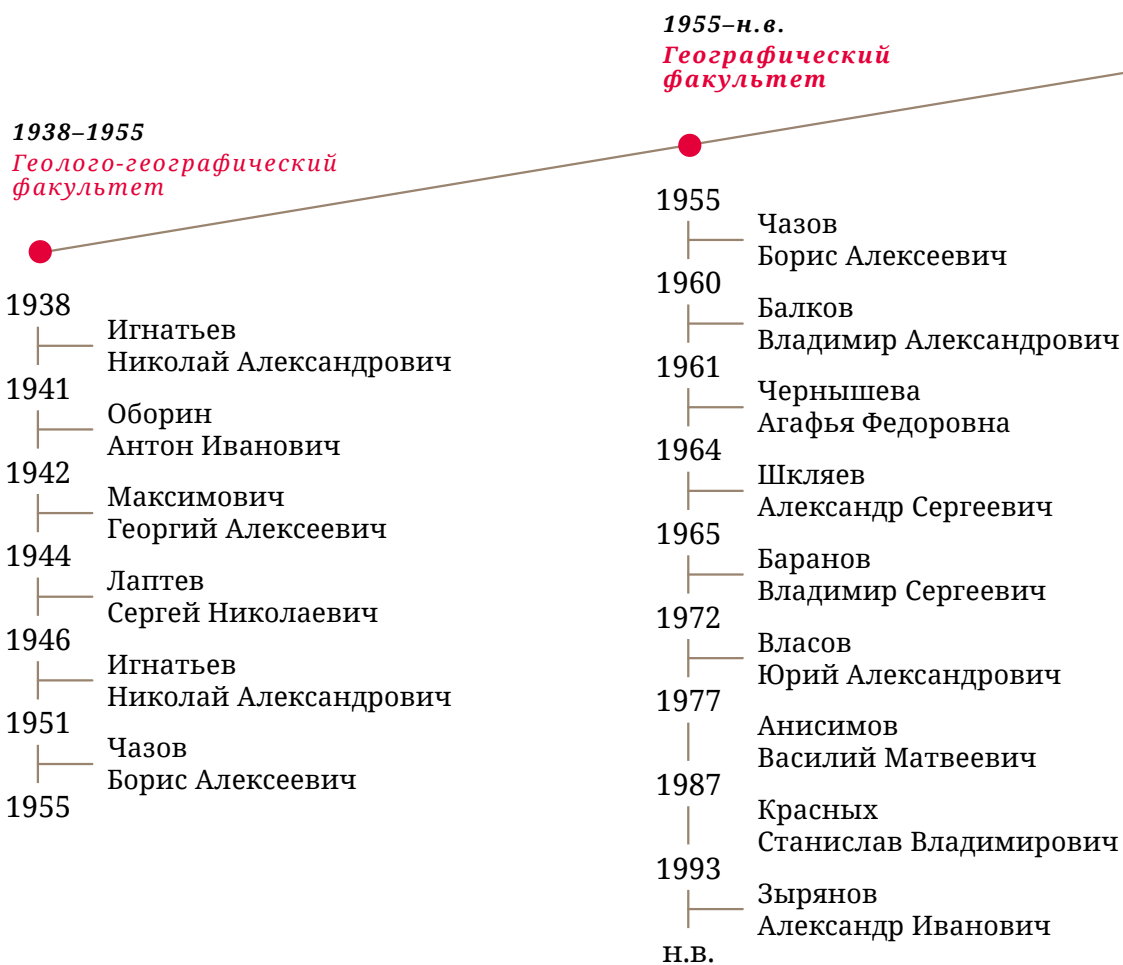 1938–1955
Геолого-географический
факультет
1938
Игнатьев
Николай Александрович
1941
Оборин
Антон Иванович
1942
Максимович
Георгий Алексеевич
1944
Лаптев
Сергей Николаевич
1946
Игнатьев
Николай Александрович
1951
Чазов
Борис Алексеевич
1955
1955–н.в.
Географический
факультет
1955
Чазов
Борис Алексеевич
1960
Балков
Владимир Александрович
1961
Чернышева
Агафья Федоровна
1964
Шкляев
Александр Сергеевич
1965
Баранов
Владимир Сергеевич
1972
Власов
Юрий Александрович
1977
Анисимов
Василий Матвеевич
1987
Красных
Станислав Владимирович
1993
Зырянов
Александр Иванович
н.в.